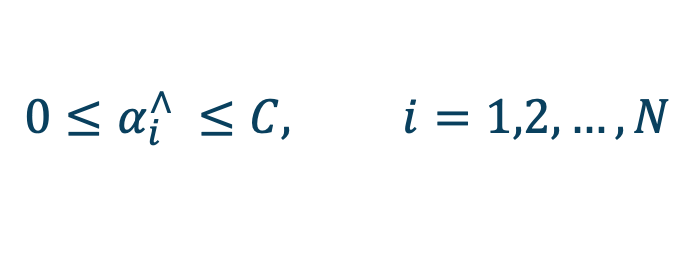 0 ≤ α_i^∧ ≤ C, i = 1,2, … , N